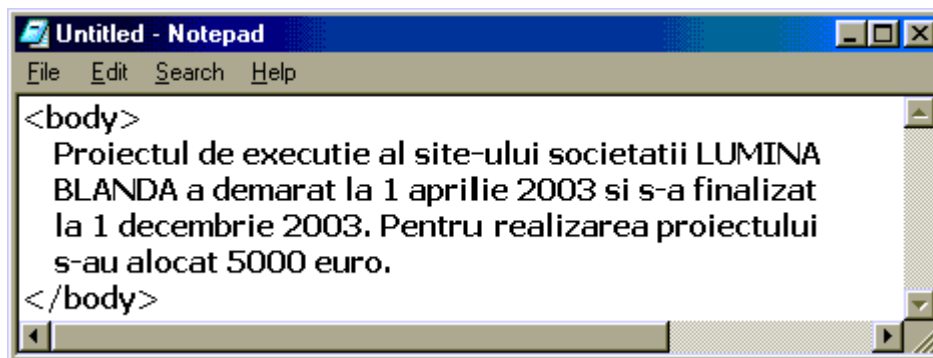 Untitled - Notepad
File Edit Search Help
<body>
Proiectul de executie al site-ului societatii LUMINA
BLANDA a demarat la 1 aprilie 2003 si s-a finalizat
la 1 decembrie 2003. Pentru realizarea proiectului
s-au alocat 5000 euro.
</body>